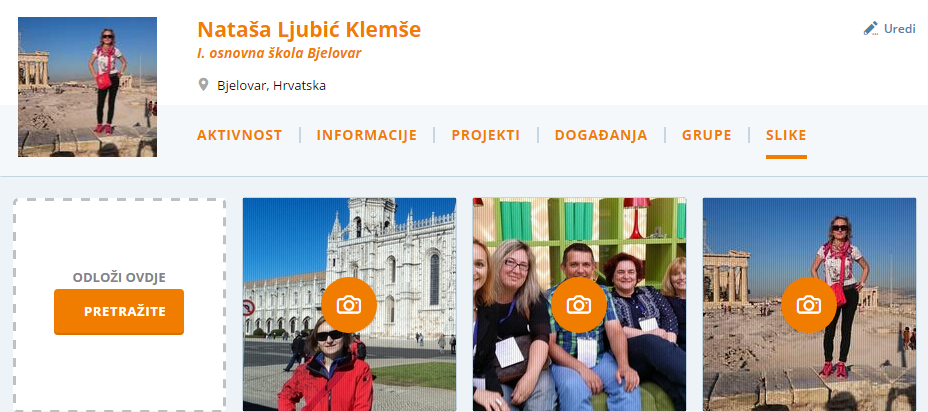 Nataša Ljubić Klemše
I. osnovna škola Bjelovar
Uredi
Bjelovar, Hrvatska
AKTIVNOST
INFORMACIJE
PROJEKTI
DOGAĐANJA
GRUPE
SLIKE
ODLOŽI OVDJE
PRETRAŽITE